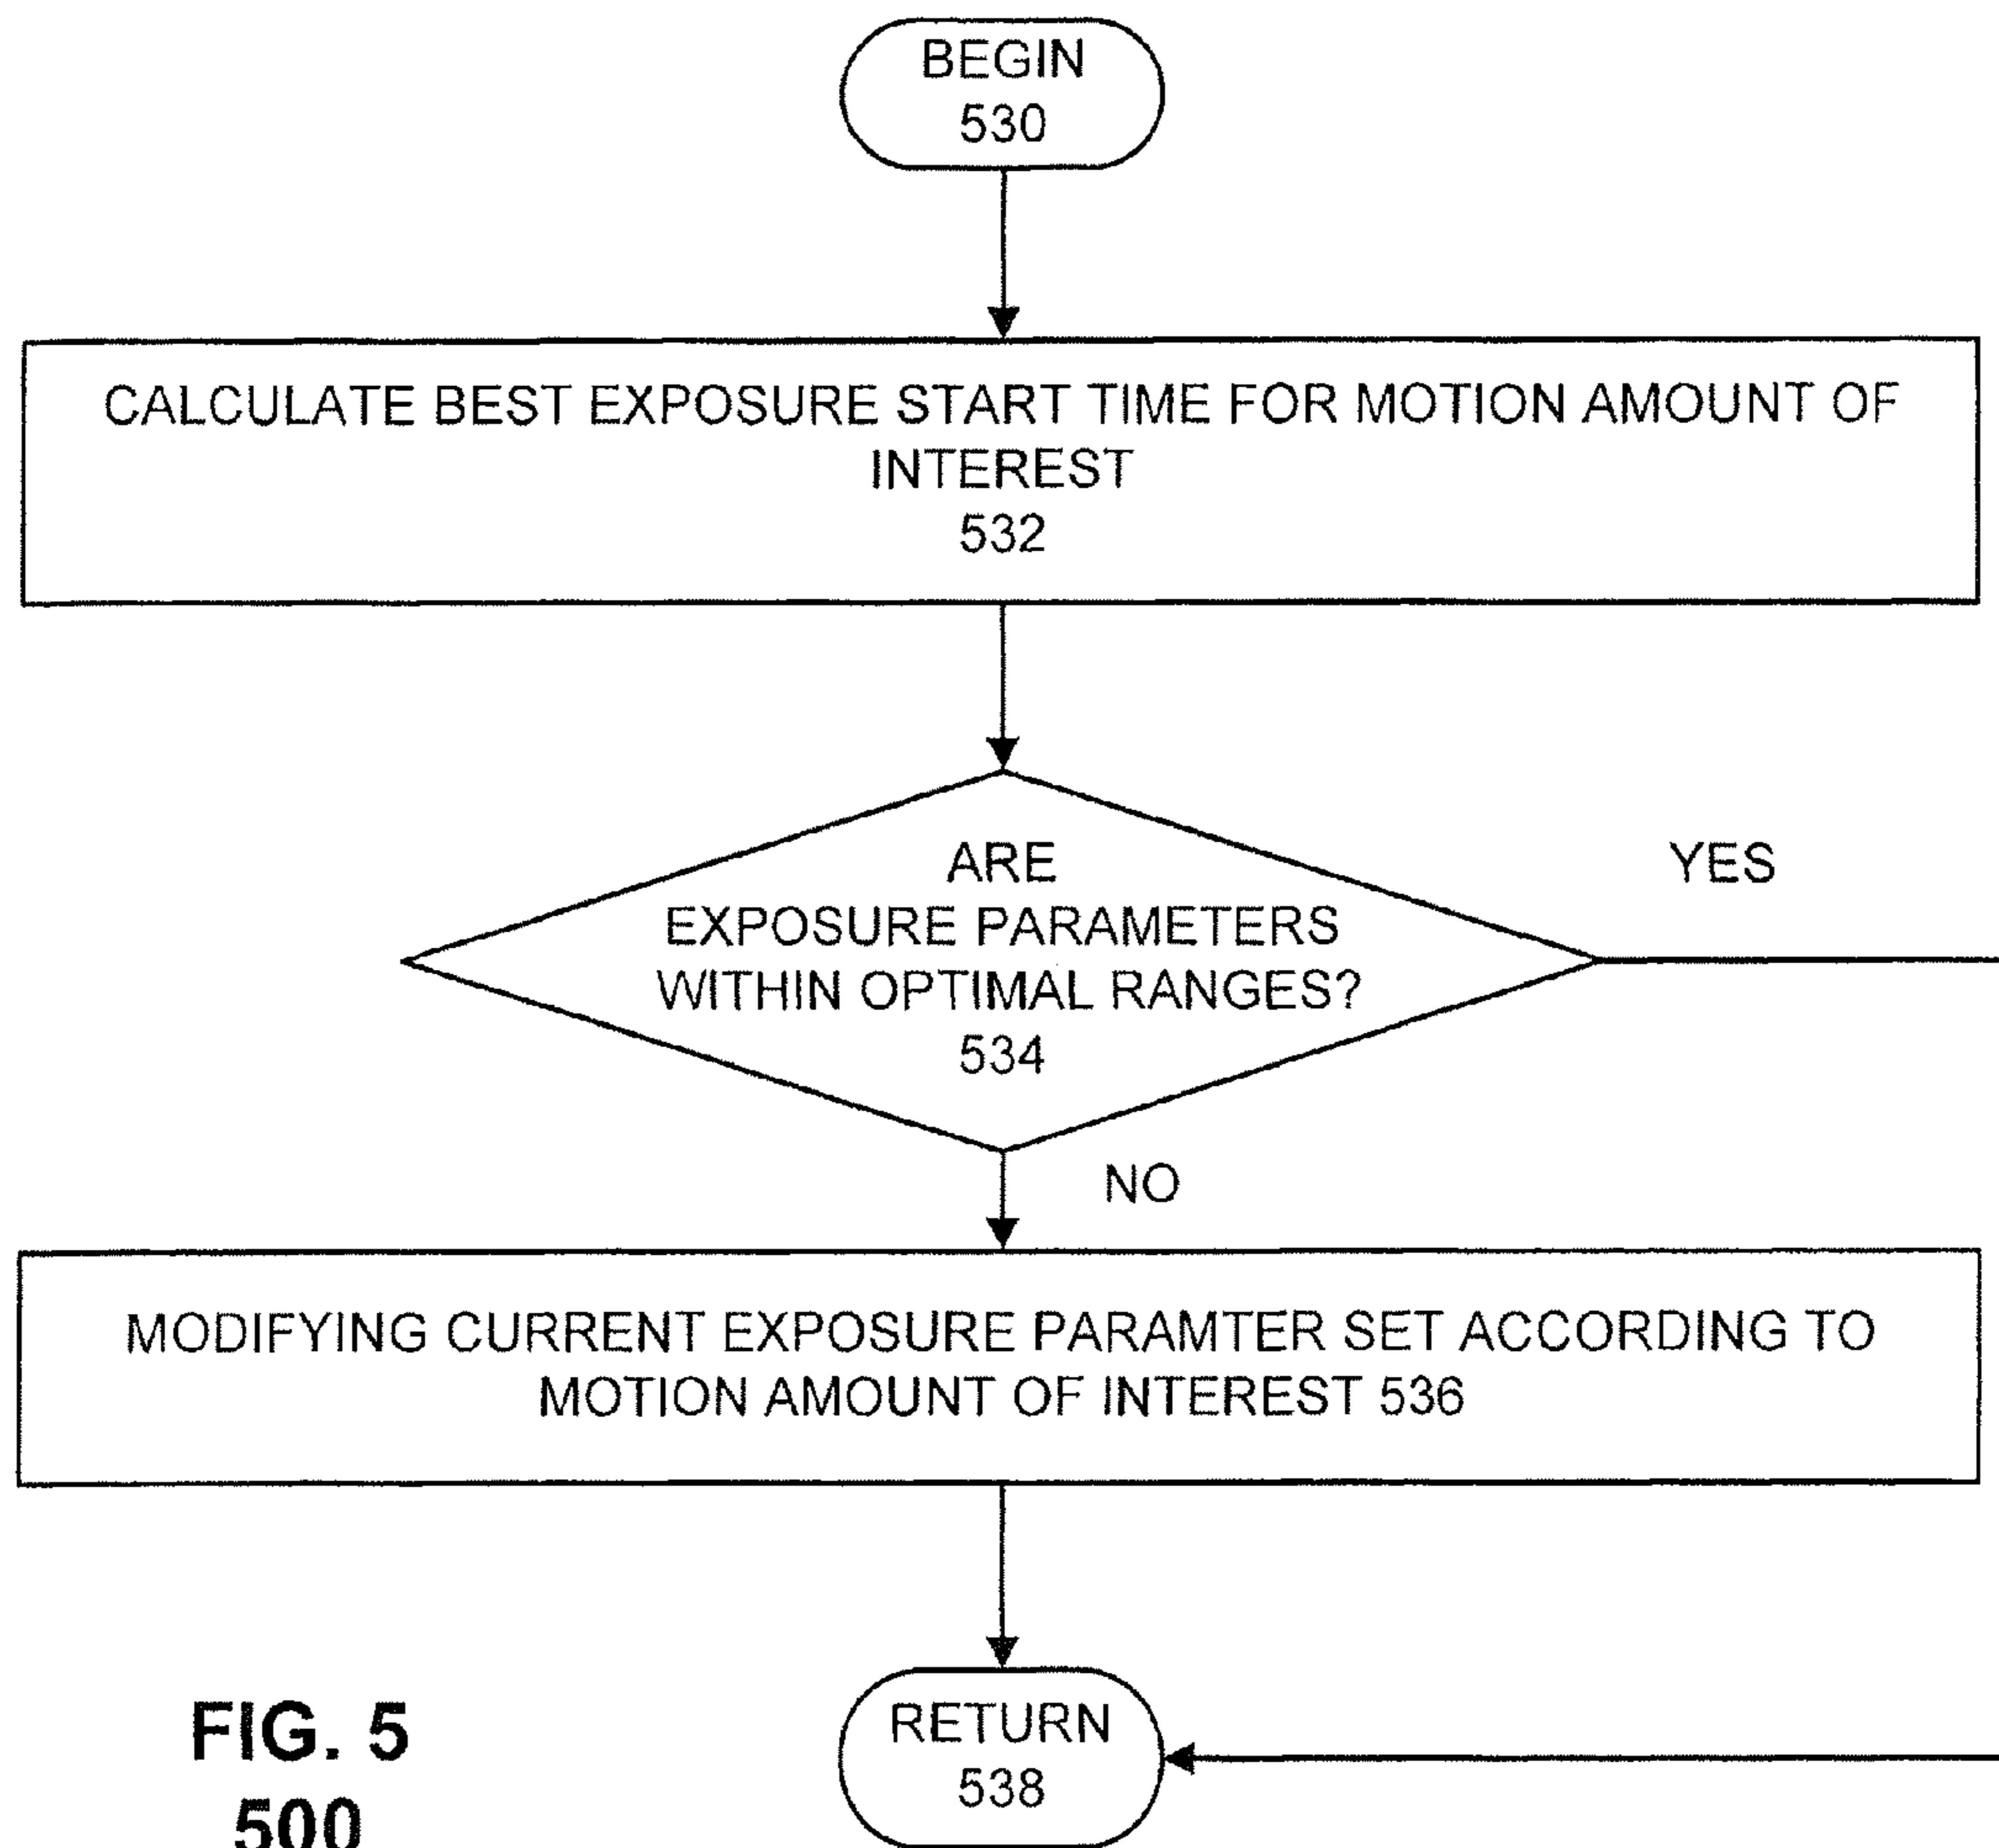 BEGIN
530
CALCULATE BEST EXPOSURE START TIME FOR MOTION AMOUNT OF
INTEREST
532
ARE
EXPOSURE PARAMETERS
WITHIN OPTIMAL RANGES?
534
YES
NO
MODIFYING CURRENT EXPOSURE PARAMTER SET ACCORDING TO
MOTION AMOUNT OF INTEREST 536
RETURN
538
FIG. 5
500